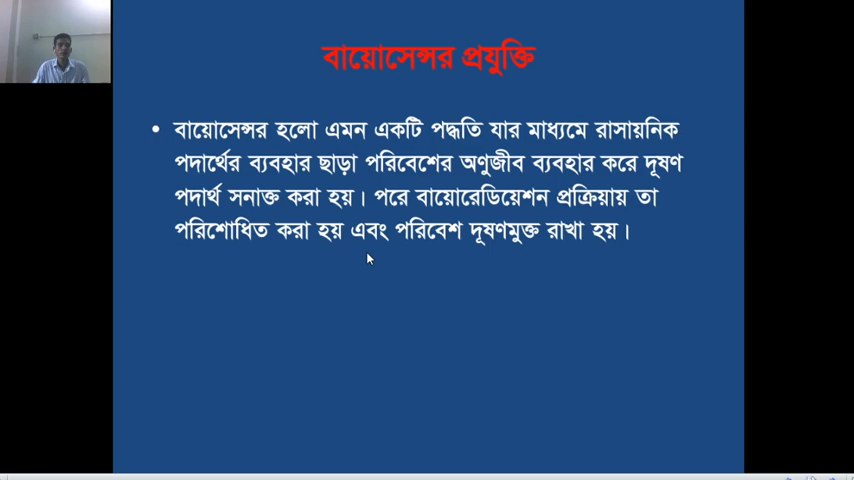 বায়োসেন্সর প্রযুক্তি
• বায়োসেন্সর হলো এমন একটি পদ্ধতি যার মাধ্যমে রাসায়নিক
পদার্থের ব্যবহার ছাড়া পরিবেশের অণুজীব ব্যবহার করে দূষণ
পদার্থ সনাক্ত করা হয়। পরে বায়োরেডিয়েশন প্রক্রিয়ায় তা
পরিশোধিত করা হয় এবং পরিবেশ দূষণমুক্ত রাখা হয়।